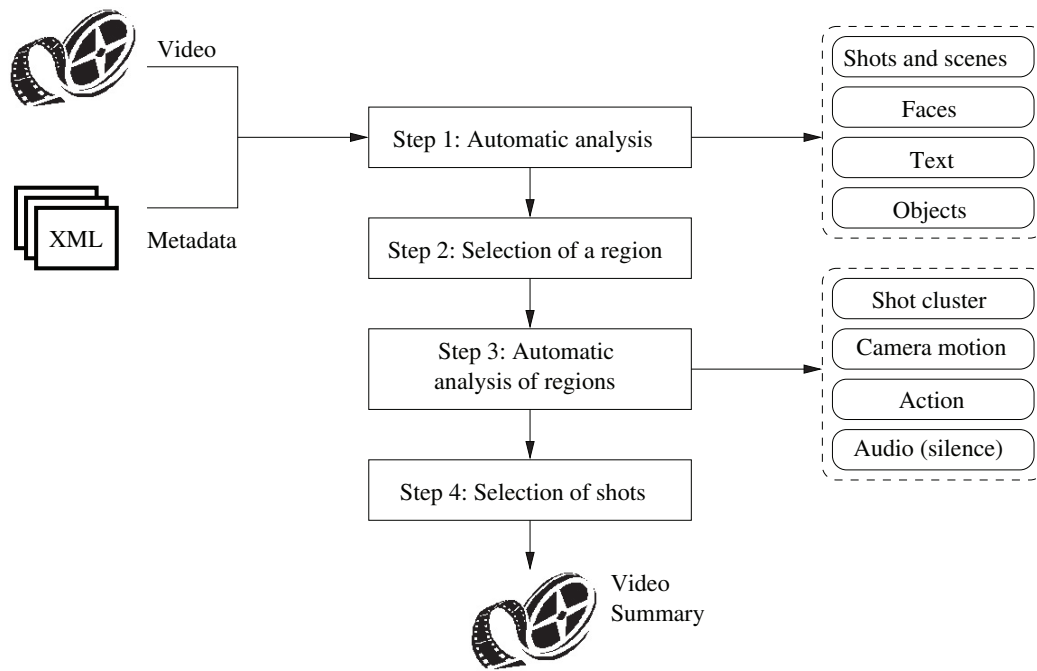 Video
XML
Metadata
Step 1: Automatic analysis
Shots and scenes
Faces
Text
Objects
Step 2: Selection of a region
Step 3: Automatic
analysis of regions
Shot cluster
Camera motion
Action
Audio (silence)
Step 4: Selection of shots
Video
Summary